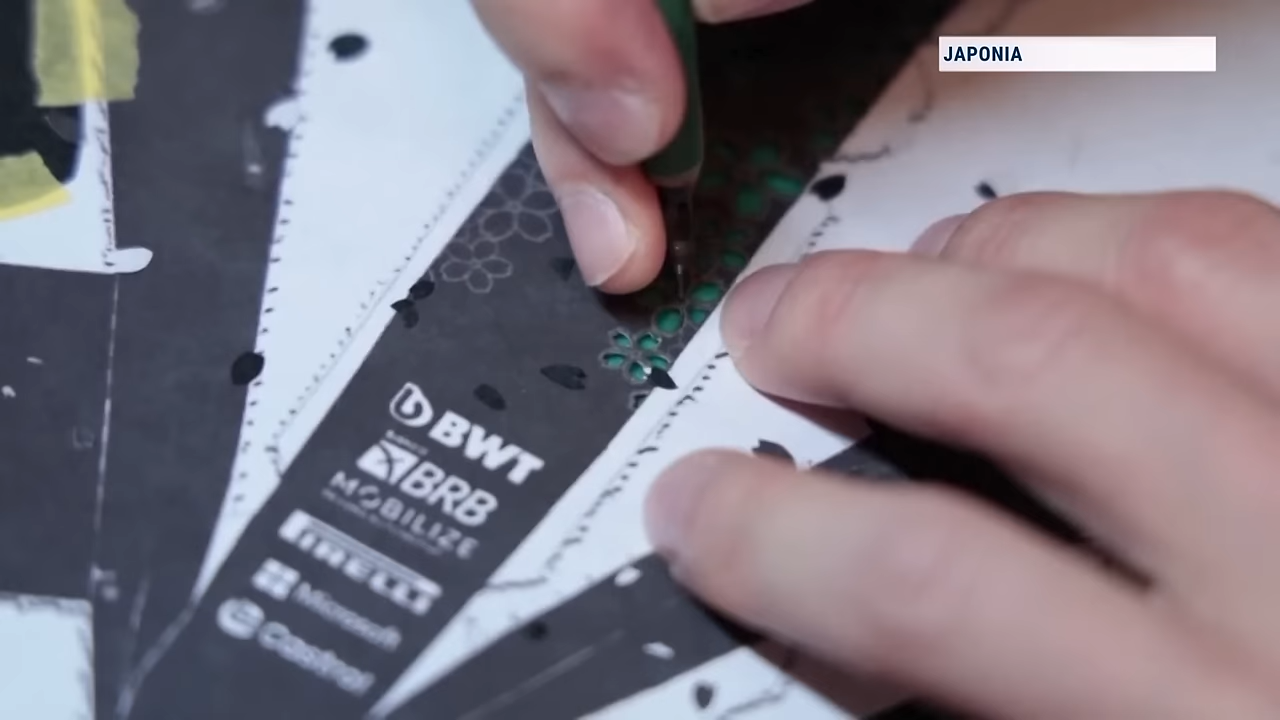 JAPONIA
BWT
BRB
MOBILIZE
PIRELLI
Microsoft
Castrol